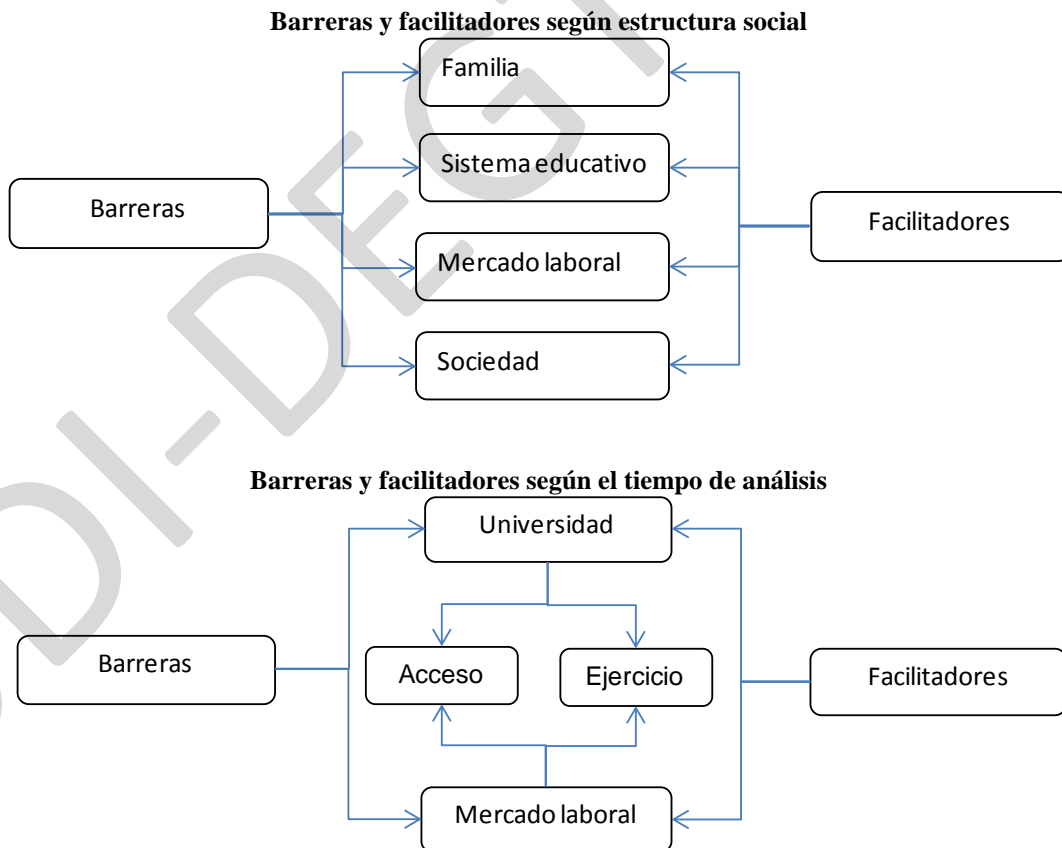 Barreras y facilitadores según estructura social
Familia
Sistema educativo
Barreras
Facilitadores
Mercado laboral
Sociedad
Barreras y facilitadores según el tiempo de análisis
Universidad
Barreras
Acceso
Ejercicio
Facilitadores
Mercado laboral